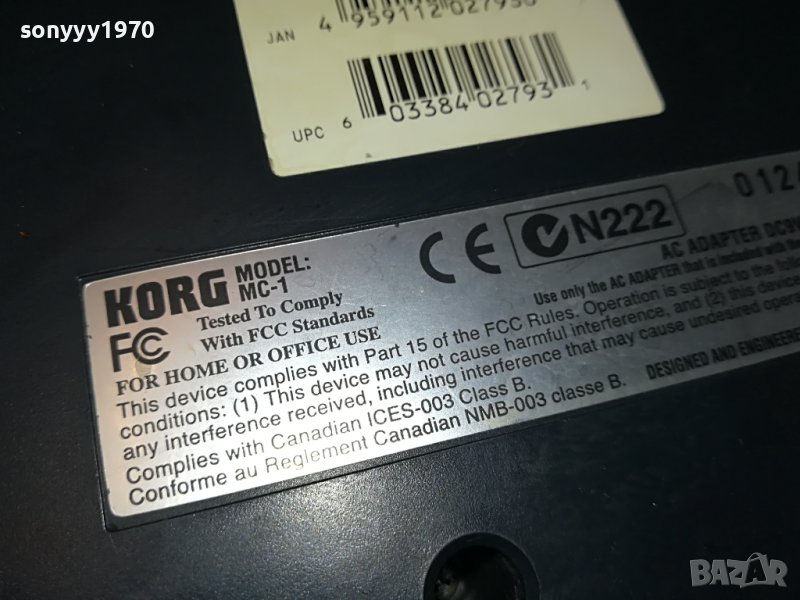 sonyyy1970
JAN 4 959112 027930
UPC 6 03384 02793 1
KORG MODEL:
MC-1
FC Tested To Comply
With FCC Standards
FOR HOME OR OFFICE USE
CE N222 012
AC ADAPTER DC9V
Use only the AC ADAPTER that is included with the
This device complies with Part 15 of the FCC Rules. Operation is subject to the
conditions: (1) This device may not cause harmful interference, and (2) this device
any interference received, including interference that may cause undesired
Complies with Canadian ICES-003 Class B.
Conforme au Reglement Canadian NMB-003 classe B.
DESIGNED AND ENGINEERED
BAZAR